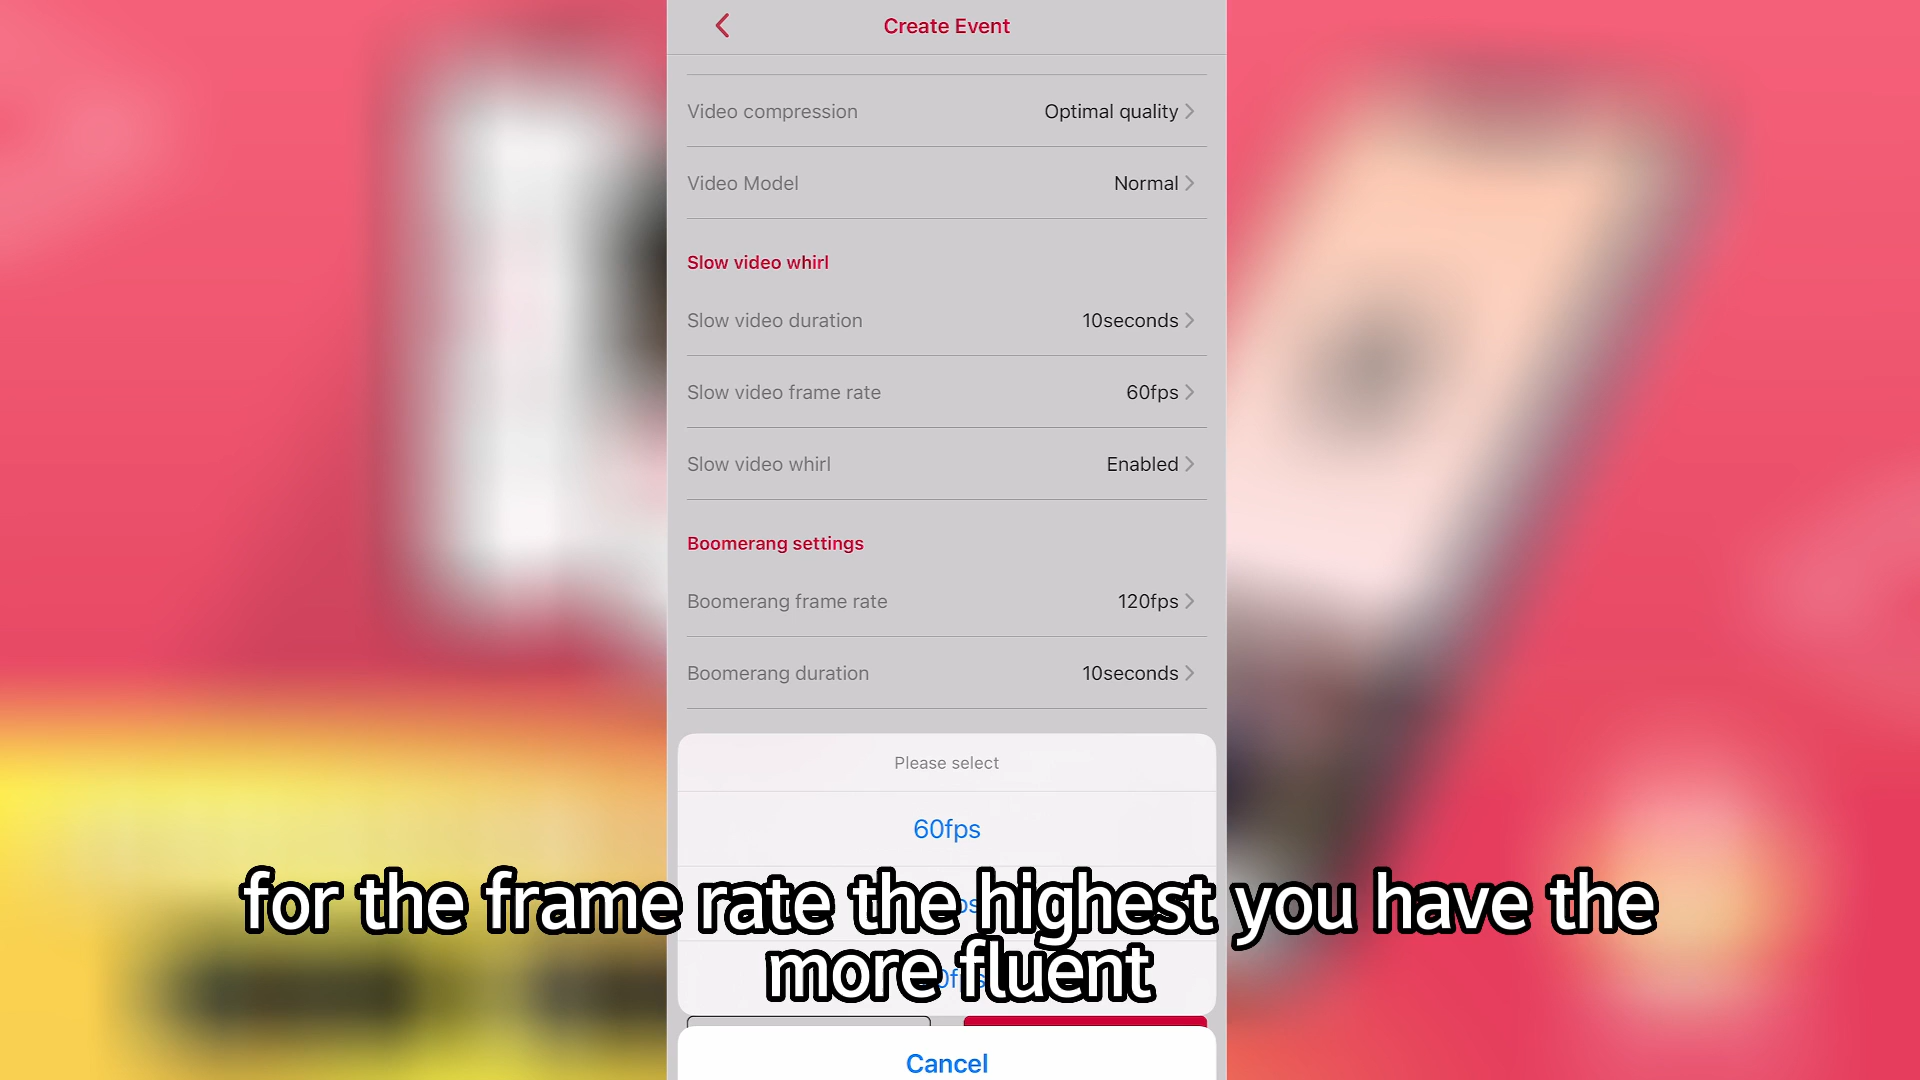 Create Event
Video compression Optimal quality
Video Model Normal
Slow video whirl
Slow video duration 10seconds
Slow video frame rate 60fps
Slow video whirl Enabled
Boomerang settings
Boomerang frame rate 120fps
Boomerang duration 10seconds
Please select
60fps
for the frame rate the highest you have the
more fluent
Cancel